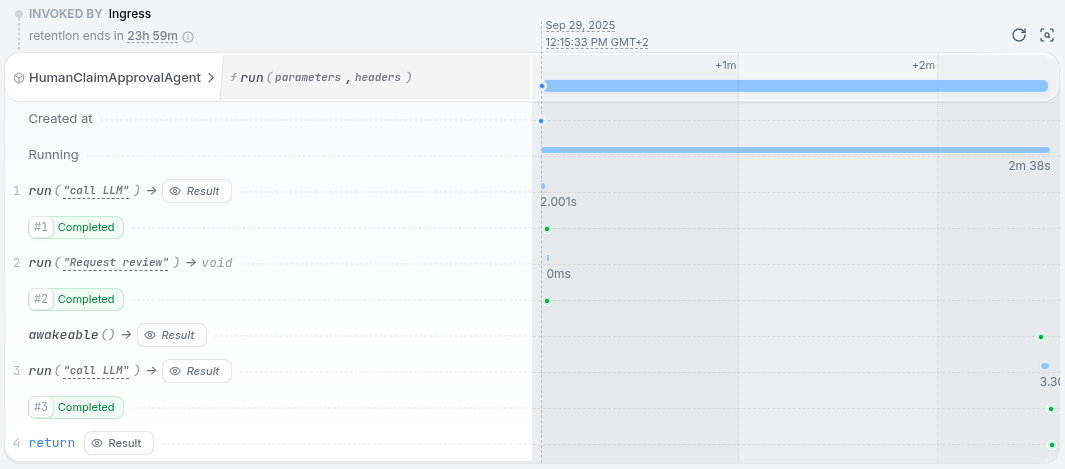 INVOKED BY Ingress
retention ends in 23h 59m
Sep 29, 2025
12:15:33 PM GMT+2
HumanClaimApprovalAgent
f run(parameters, headers)
+1m
+2m
Created at
Running
2m 38s
1 run("call LLM") → Result
2.001s
#1 Completed
2 run("Request review") → void
0ms
#2 Completed
awakeable() → Result
3 run("call LLM") → Result
3.30
#3 Completed
4 return Result